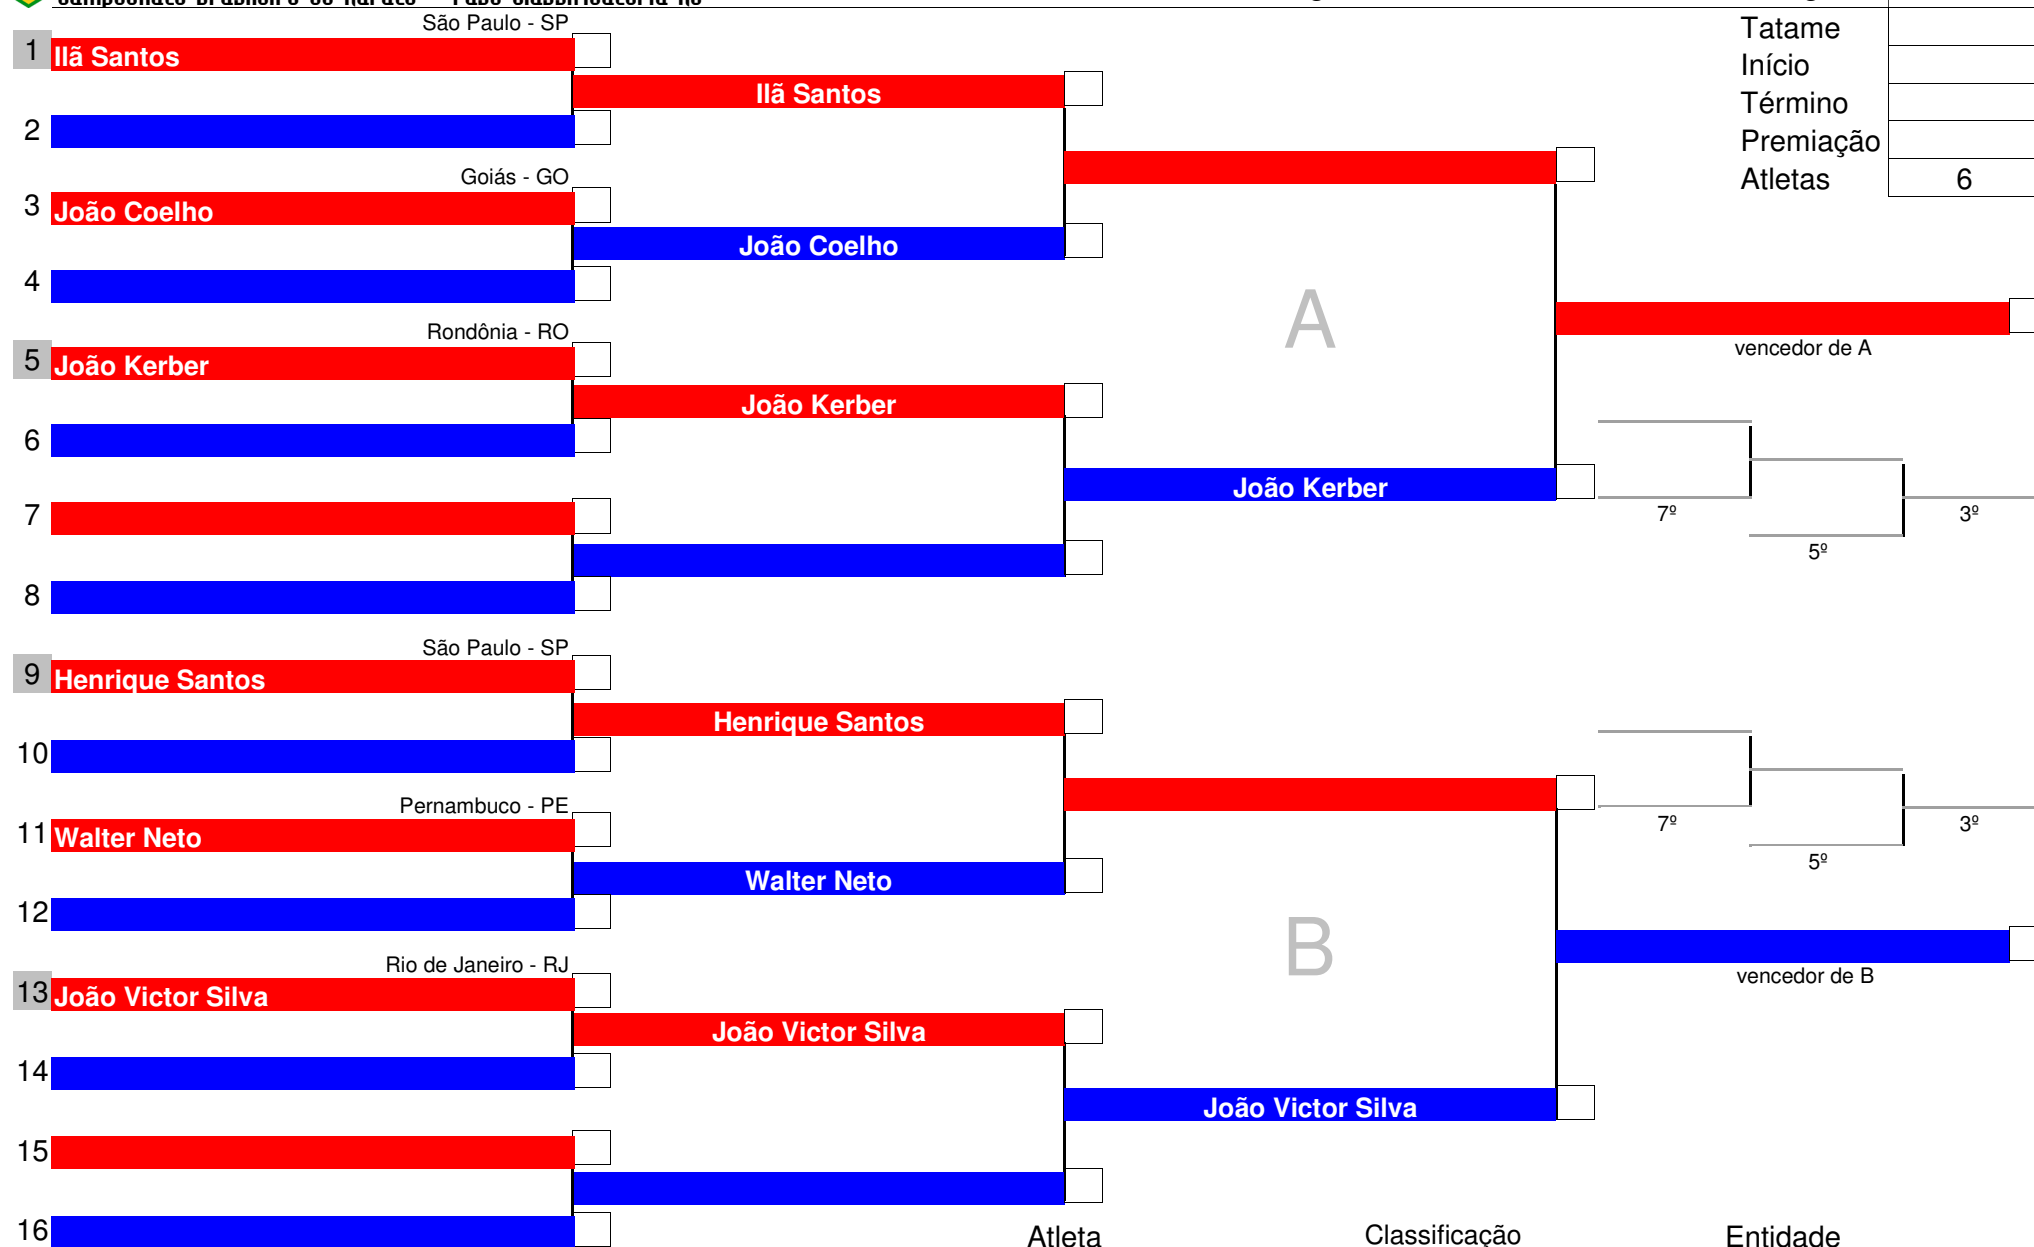 São Paulo - SP
1 Ilã Santos
Ilã Santos
2
Goiás - GO
3 João Coelho
João Coelho
4
Rondônia - RO
5 João Kerber
João Kerber
6
João Kerber
7
8
São Paulo - SP
9 Henrique Santos
Henrique Santos
10
Pernambuco - PE
11 Walter Neto
Walter Neto
12
Rio de Janeiro - RJ
13 João Victor Silva
João Victor Silva
14
João Victor Silva
15
16
A
B
Tatame
Início
Término
Premiação
Atletas 6
vencedor de A
7º
5º
3º
7º
5º
3º
vencedor de B
Atleta Classificação Entidade